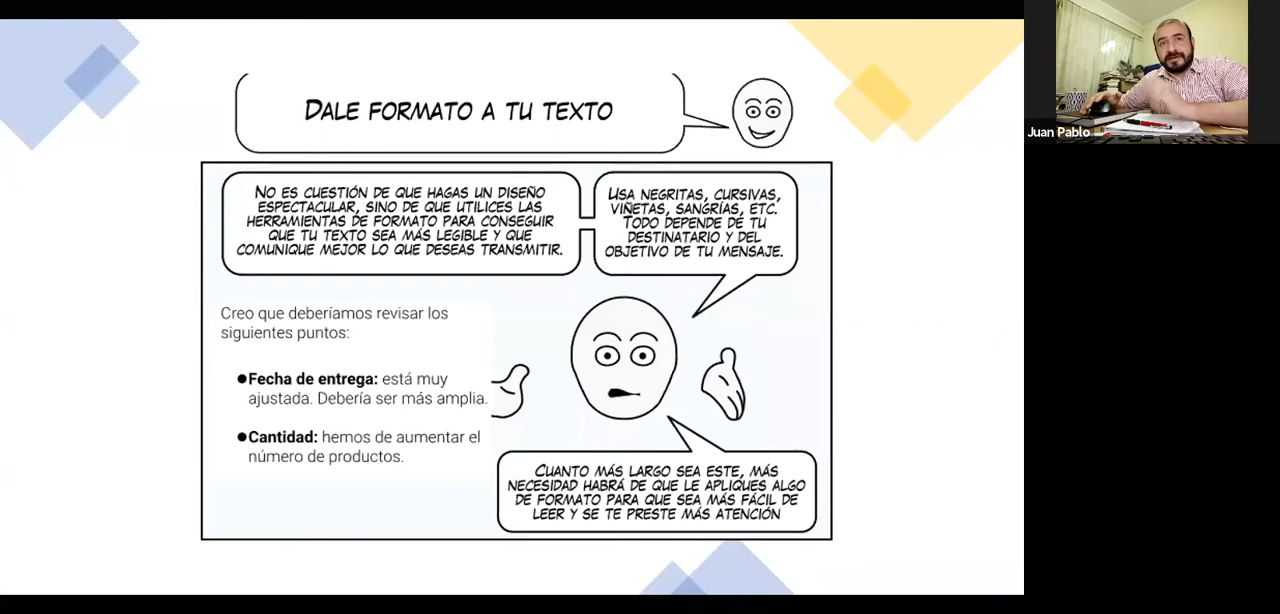 DALE FORMATO A TU TEXTO
NO ES CUESTIÓN DE QUE HAGAS UN DISEÑO
ESPECTACULAR, SINO DE QUE UTILICES LAS
HERRAMIENTAS DE FORMATO PARA CONSEGUIR
QUE TU TEXTO SEA MÁS LEGIBLE Y QUE
COMUNIQUE MEJOR LO QUE DESEAS TRANSMITIR.
USA NEGRITAS, CURSIVAS,
VIÑETAS, SANGRÍAS, ETC.
TODO DEPENDE DE TU
DESTINATARIO Y DEL
OBJETIVO DE TU MENSAJE.
Creo que deberíamos revisar los
siguientes puntos:
●Fecha de entrega: está muy
ajustada. Debería ser más amplia.
●Cantidad: hemos de aumentar el
número de productos.
CUANTO MÁS LARGO SEA ESTE, MÁS
NECESIDAD HABRÁ DE QUE LE APLIQUES ALGO
DE FORMATO PARA QUE SEA MÁS FÁCIL DE
LEER Y SE TE PRESTE MÁS ATENCIÓN
Juan Pablo